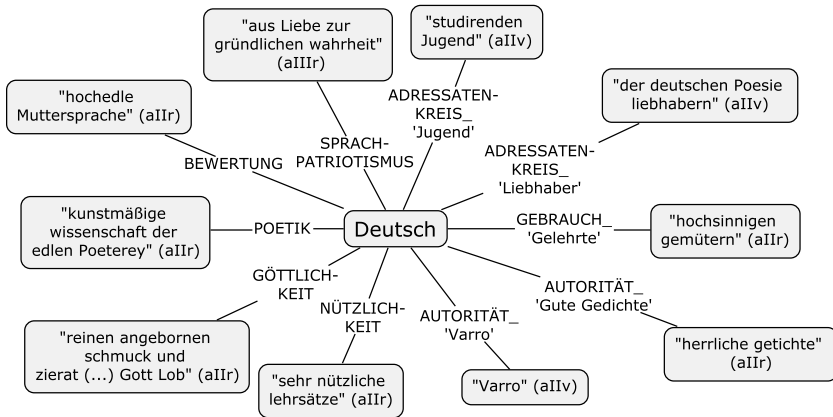 "aus Liebe zur
gründlichen wahrheit"
(aIIIr)
"studirenden
Jugend" (aIIv)
"hochedle
Muttersprache" (aIIr)
"der deutschen Poesie
liebhabern" (aIIv)
ADRESSATEN-
KREIS_
'Jugend'
SPRACH-
PATRIOTISMUS
BEWERTUNG
ADRESSATEN-
KREIS_
'Liebhaber'
"kunstmäßige
wissenschaft der
edlen Poeterey" (aIIr)
POETIK
Deutsch
GEBRAUCH_
'Gelehrte'
"hochsinnigen
gemütern" (aIIr)
GÖTTLICH-
KEIT
NÜTZLICH-
KEIT
AUTORITÄT_
'Varro'
AUTORITÄT_
'Gute Gedichte'
"reinen angebornen
schmuck und
zierat (...) Gott Lob" (aIIr)
"sehr nützliche
lehrsätze" (aIIr)
"Varro" (aIIv)
"herrliche getichte"
(aIIr)